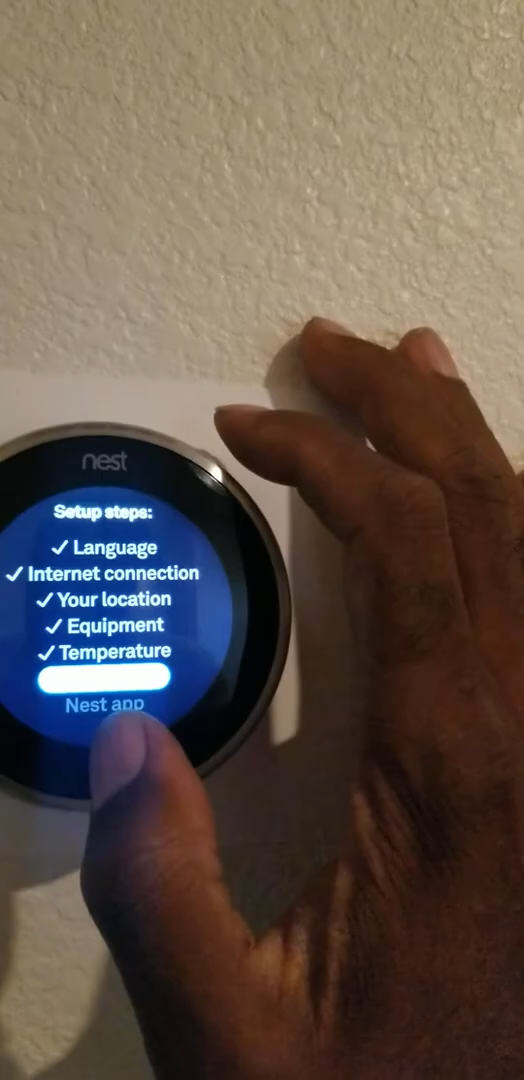 nest
Setup steps:
✓ Language
✓ Internet connection
✓ Your location
✓ Equipment
✓ Temperature
Nest app